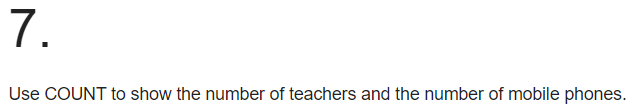 7.
Use COUNT to show the number of teachers and the number of mobile phones.